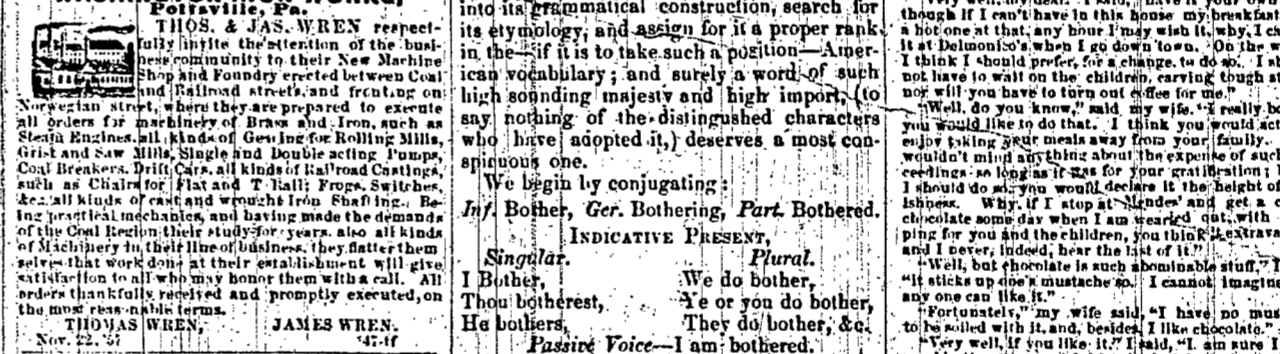 Pottsville, Pa.
THOS. & JAS. WREN respect-
fully invite the attention of the busi-
ness community to their New Machine
Shop and Foundry erected between Coal
and Railroad streets, and fronting on
Norwegian street, where they are prepared to execute
all orders for machinery of Brass and Iron, such as
Steam Engines, all kinds of Gearing for Rolling Mills,
Grist and Saw Mills, Single and Double acting Pumps,
Coal Breakers, Drift Cars, all kinds of Railroad Castings,
such as Chairs for Flat and T Rail; Frogs, Switches,
&c., all kinds of cast and wrought Iron Shafting. Be-
ing practical mechanics, and having made the demands
of the Coal Region their study for years, also all kinds
of Machinery in their line of business, they flatter them
selves that work done at their establishment will give
satisfaction to all who may honor them with a call. All
orders thankfully received and promptly executed, on
the most reasonable terms.
THOMAS WREN,
JAMES WREN.
Nov. 22, '57
47-tf
into its grammatical construction, search for
its etymology, and assign for it a proper rank
in the—if it is to take such a position—Amer-
ican vocabulary; and surely a word, of such
high sounding majesty and high import, (to
say nothing of the distingushed characters
who have adopted it,) deserves a most con-
spicuous one.
We begin by conjugating:
Inf. Bother, Ger. Bothering, Part. Bothered.
INDICATIVE PRESENT,
Singular. Plural.
I Bother, We do bother,
Thou botherest, Ye or you do bother,
He bothers, They do bother, &c.
Passive Voice—I am bothered.
though if I can't have in this house my breakfast
a hot one at that, any hour I may wish it, why, I c
it at Delmonico's when I go down town. On the w
I think I should prefer, for a change, to do so. I s
not have to wait on the children, carving tough
nor will you have to turn out coffee for me."
"Well, do you know," said my wife, "I really b
you would like to do that. I think you would act
enjoy taking your meals away from your family.
wouldn't mind anything about the expense of suc
ceedings so long as it was for your gratification;
I should do so, you would declare it the height of
ishness. Why, if I stop at Mendes' and get a c
chocolate some day when I am wearied out, with
ping for you and the children, you think it extrava
and I never, indeed, hear the last of it."
"Well, but chocolate is such abominable stuff,"
"It sticks up one's mustache so. I cannot imagine
any one can like it."
"Fortunately," my wife said, "I have no mus
to be soiled with it, and, besides, I like chocolate."
"Very well, if you like it," I said, "I am sure I